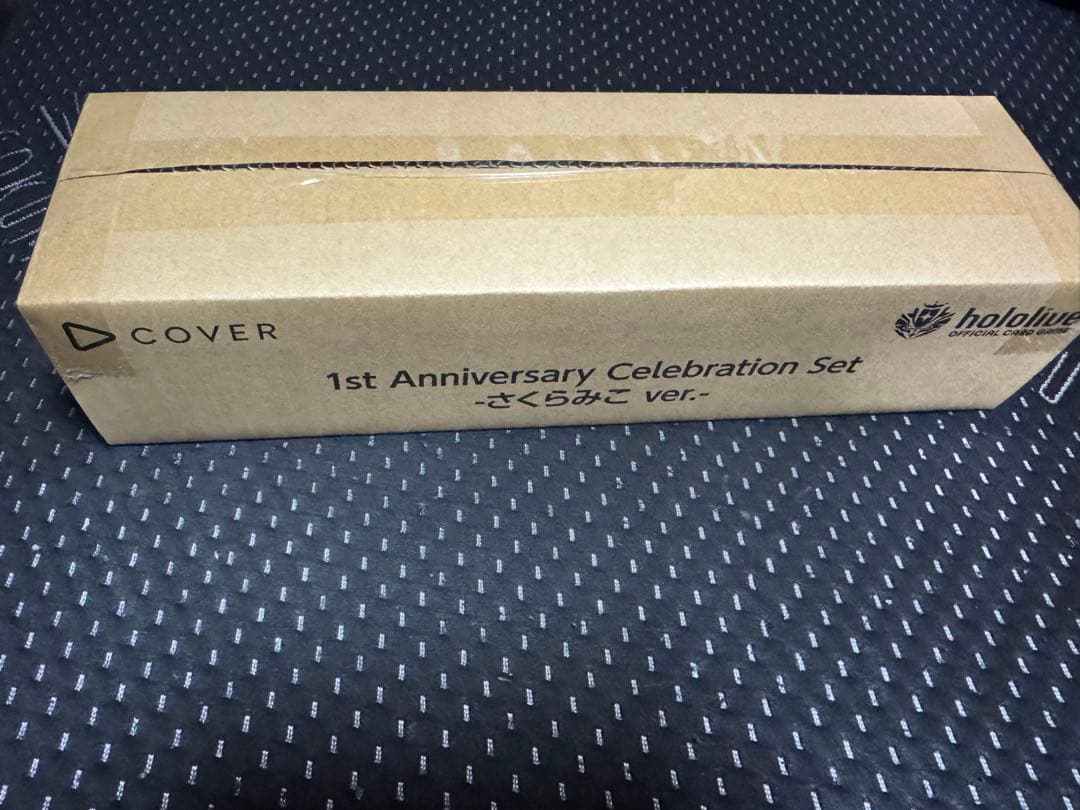 COVER
hololive
OFFICIAL CARD GAME
1st Anniversary Celebration Set
-さくらみこ ver.-